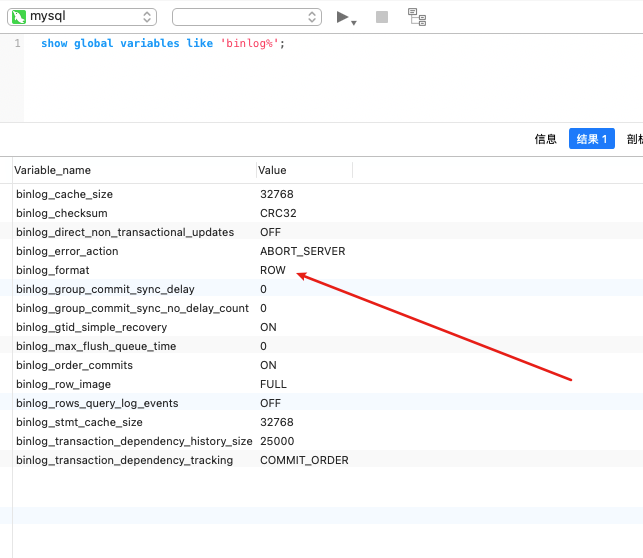 mysql
1 show global variables like 'binlog%';
信息 结果 1
Variable_name Value
binlog_cache_size 32768
binlog_checksum CRC32
binlog_direct_non_transactional_updates OFF
binlog_error_action ABORT_SERVER
binlog_format ROW
binlog_group_commit_sync_delay 0
binlog_group_commit_sync_no_delay_count 0
binlog_gtid_simple_recovery ON
binlog_max_flush_queue_time 0
binlog_order_commits ON
binlog_row_image FULL
binlog_rows_query_log_events OFF
binlog_stmt_cache_size 32768
binlog_transaction_dependency_history_size 25000
binlog_transaction_dependency_tracking COMMIT_ORDER